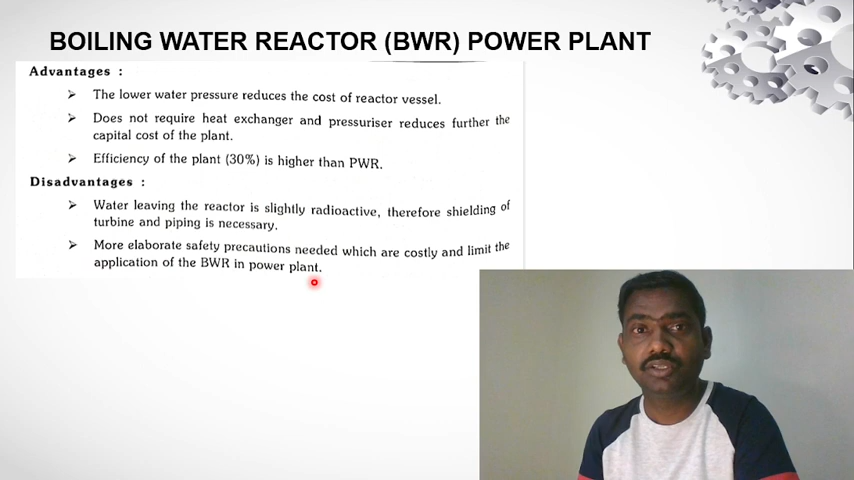 BOILING WATER REACTOR (BWR) POWER PLANT
Advantages :
➢ The lower water pressure reduces the cost of reactor vessel.
➢ Does not require heat exchanger and pressuriser reduces further the
capital cost of the plant.
➢ Efficiency of the plant (30%) is higher than PWR.
Disadvantages :
➢ Water leaving the reactor is slightly radioactive, therefore shielding of
turbine and piping is necessary.
➢ More elaborate safety precautions needed which are costly and limit the
application of the BWR in power plant.